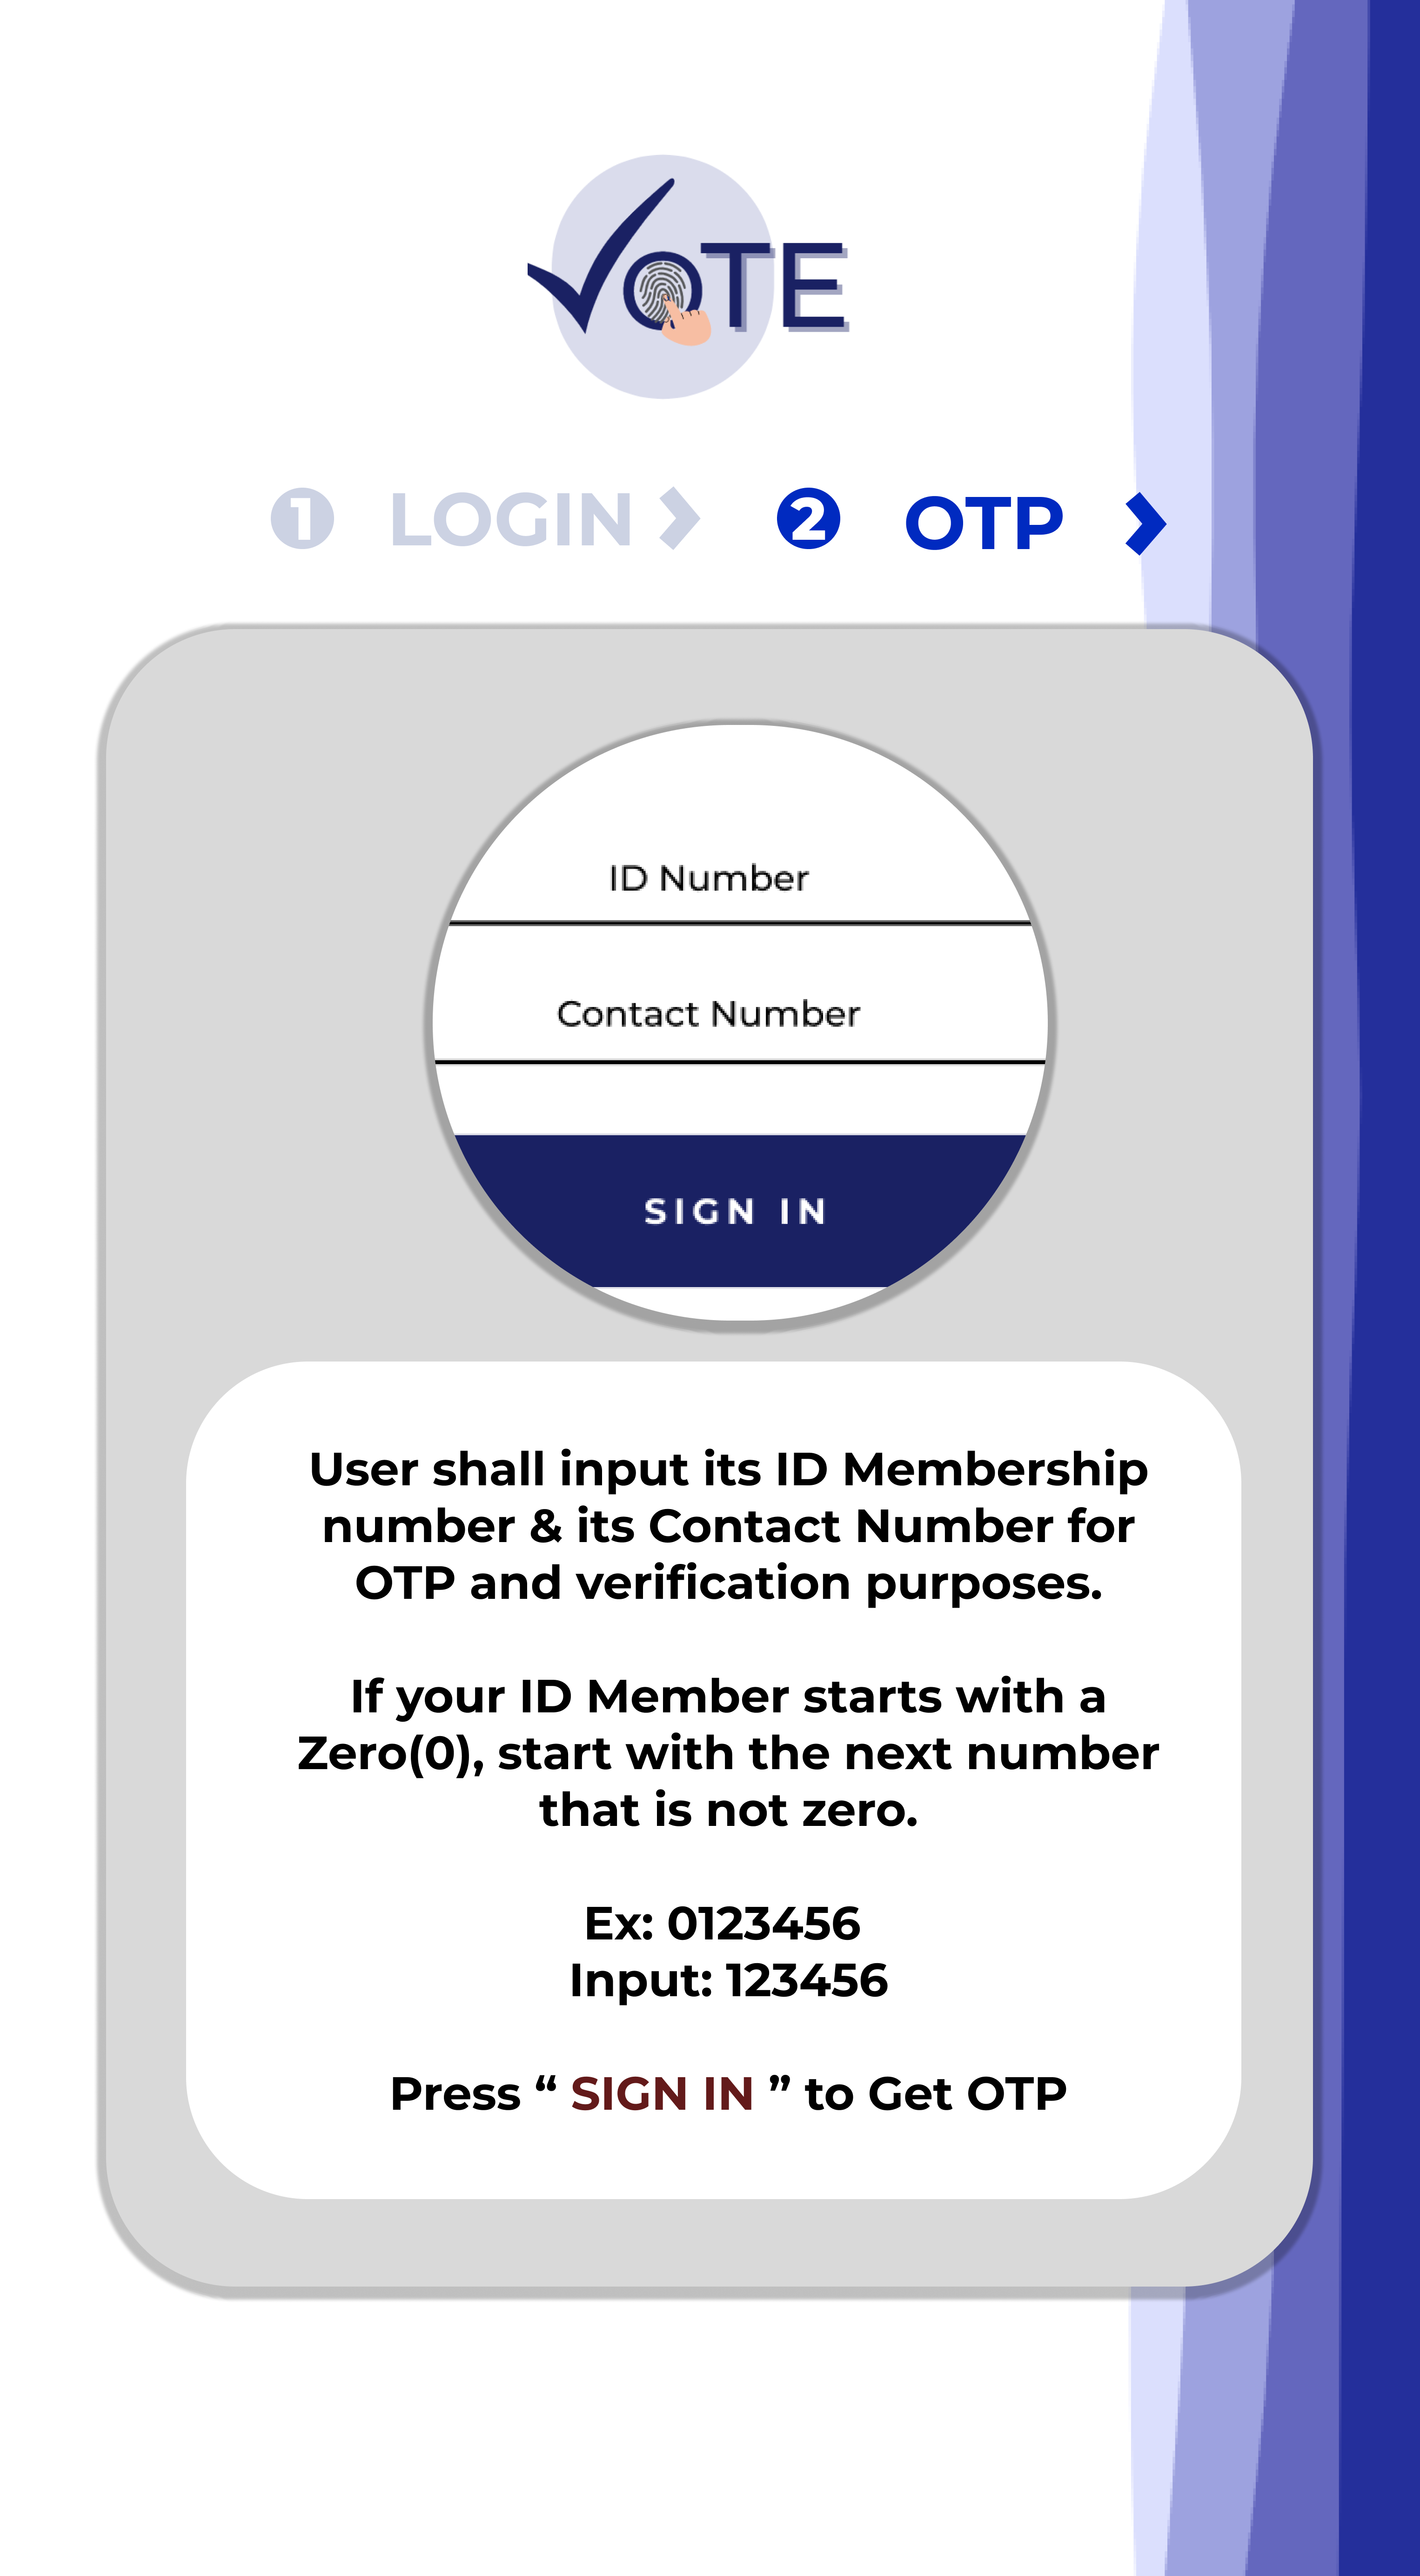 VOTE
1 LOGIN 2 OTP
ID Number
Contact Number
SIGN IN
User shall input its ID Membership
number & its Contact Number for
OTP and verification purposes.
If your ID Member starts with a
Zero(0), start with the next number
that is not zero.
Ex: 0123456
Input: 123456
Press “ SIGN IN ” to Get OTP